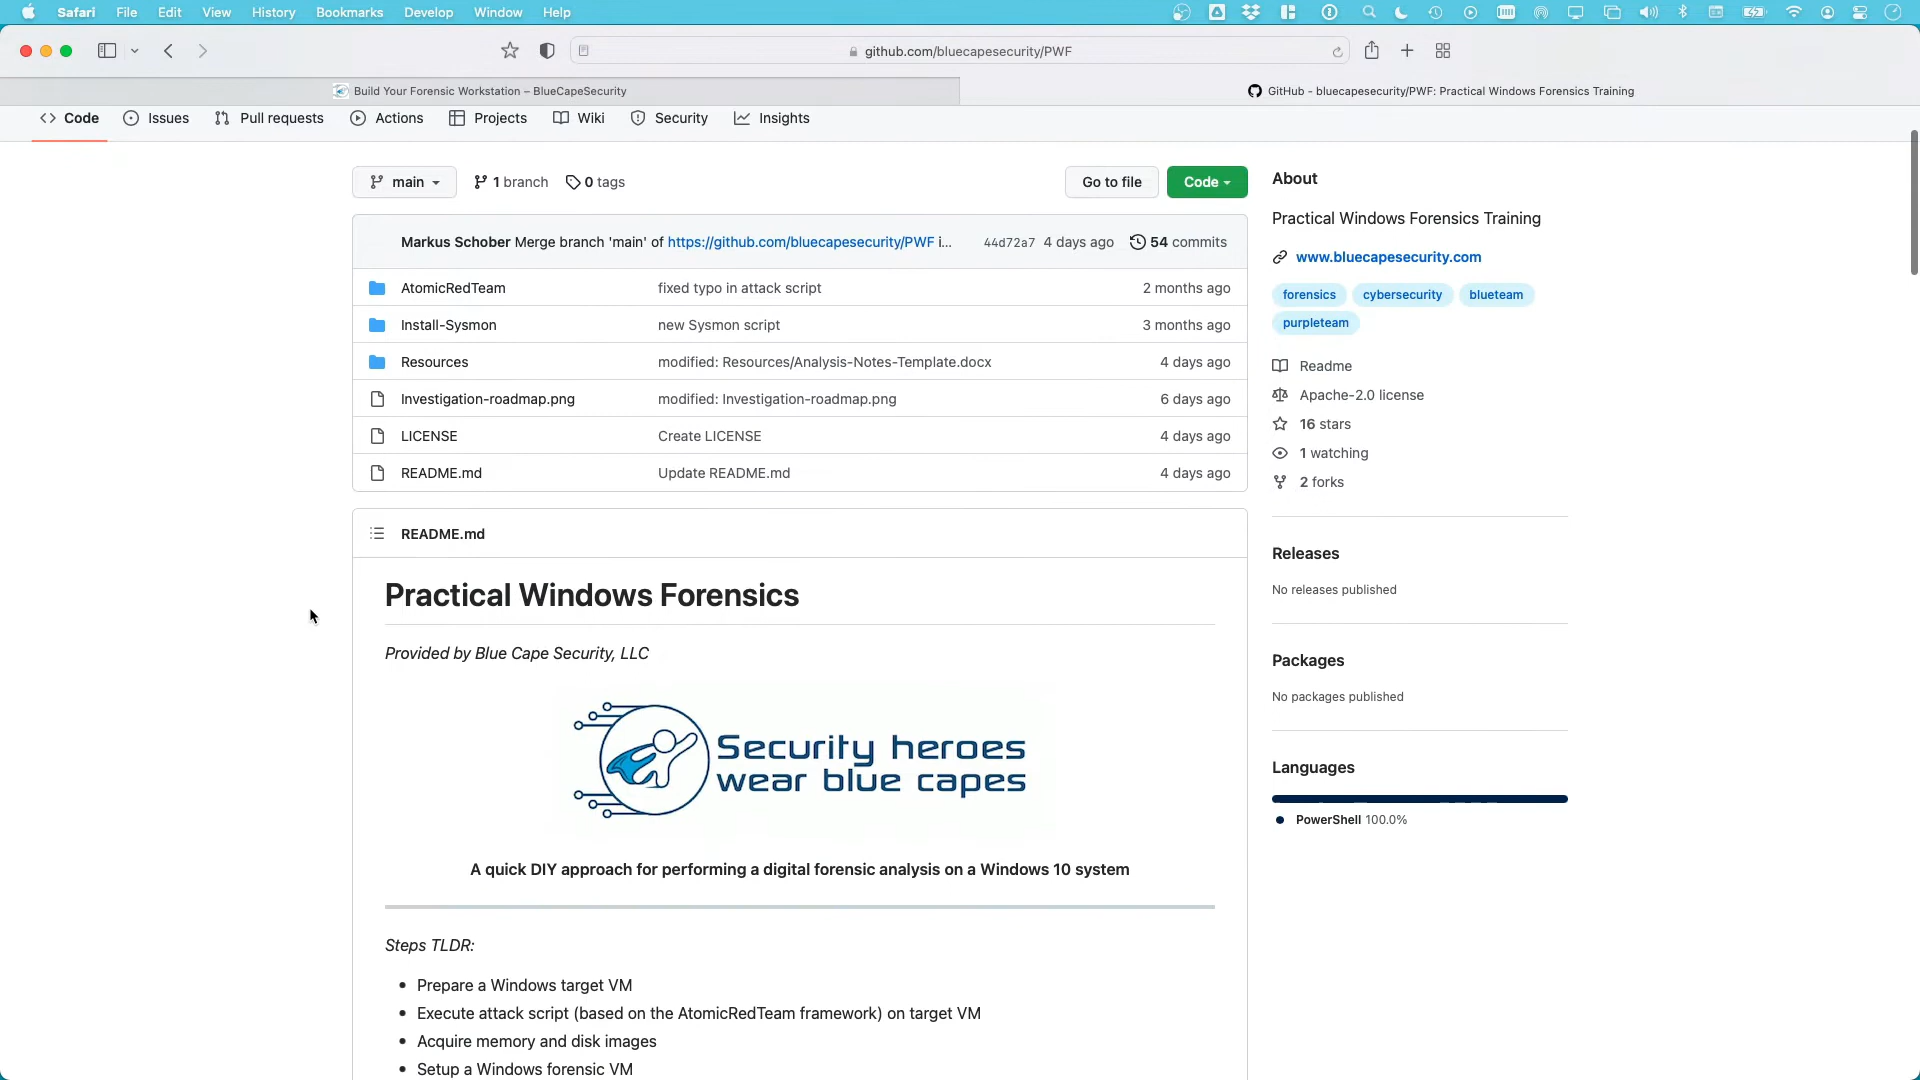 Safari File Edit View History Bookmarks Develop Window Help
github.com/bluecapesecurity/PWF
Build Your Forensic Workstation – BlueCapeSecurity
GitHub - bluecapesecurity/PWF: Practical Windows Forensics Training
Code Issues Pull requests Actions Projects Wiki Security Insights
main 1 branch 0 tags Go to file Code
Markus Schober Merge branch 'main' of https://github.com/bluecapesecurity/PWF i... 44d72a7 4 days ago 54 commits
AtomicRedTeam fixed typo in attack script 2 months ago
Install-Sysmon new Sysmon script 3 months ago
Resources modified: Resources/Analysis-Notes-Template.docx 4 days ago
Investigation-roadmap.png modified: Investigation-roadmap.png 6 days ago
LICENSE Create LICENSE 4 days ago
README.md Update README.md 4 days ago
README.md
Practical Windows Forensics
Provided by Blue Cape Security, LLC
Security heroes
wear blue capes
A quick DIY approach for performing a digital forensic analysis on a Windows 10 system
Steps TLDR:
• Prepare a Windows target VM
• Execute attack script (based on the AtomicRedTeam framework) on target VM
• Acquire memory and disk images
• Setup a Windows forensic VM
About
Practical Windows Forensics Training
www.bluecapesecurity.com
forensics cybersecurity blueteam
purpleteam
Readme
Apache-2.0 license
16 stars
1 watching
2 forks
Releases
No releases published
Packages
No packages published
Languages
PowerShell 100.0%